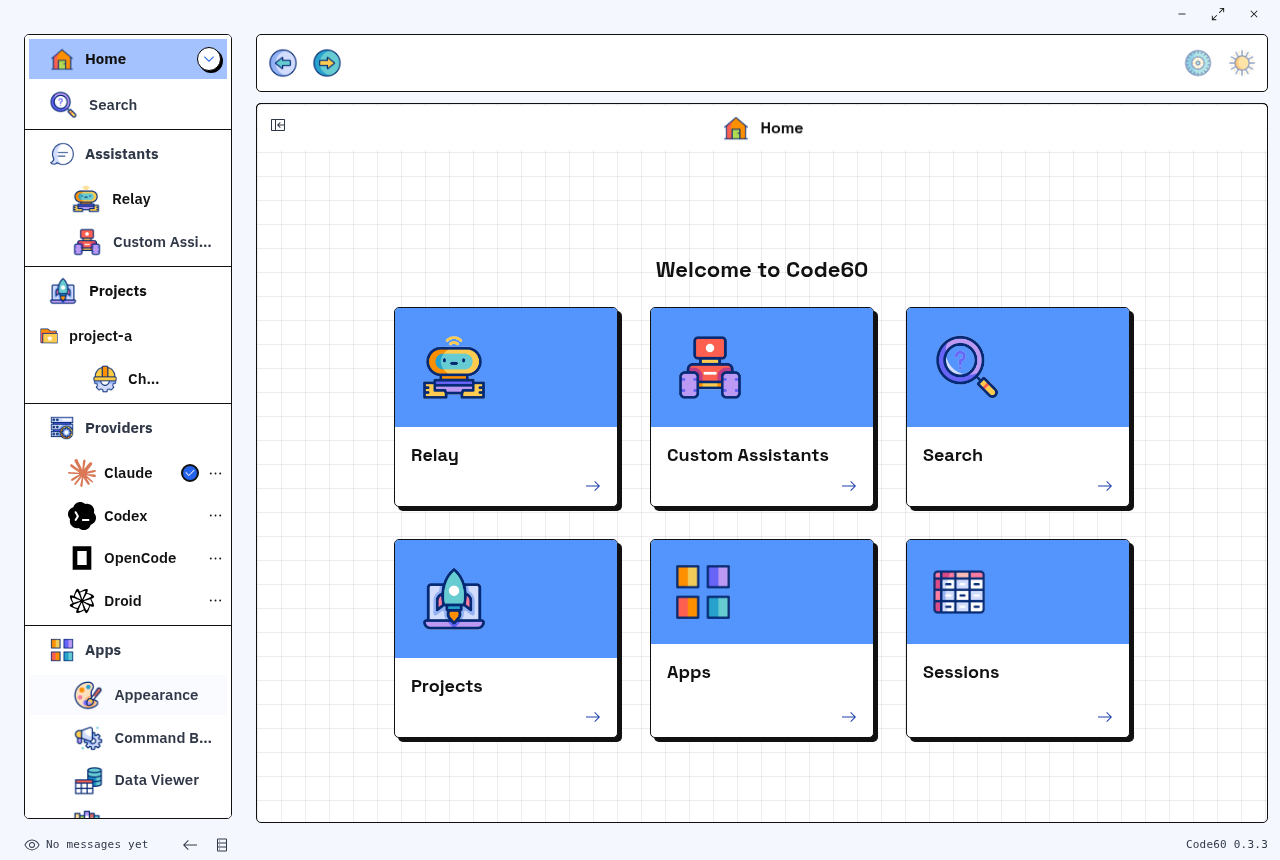 Home
Search
Assistants
Relay
Custom Assi...
Projects
project-a
Ch...
Providers
Claude
Codex
OpenCode
Droid
Apps
Appearance
Command B...
Data Viewer
No messages yet
Home
Welcome to Code60
Relay
Custom Assistants
Search
Projects
Apps
Sessions
Code60 0.3.3